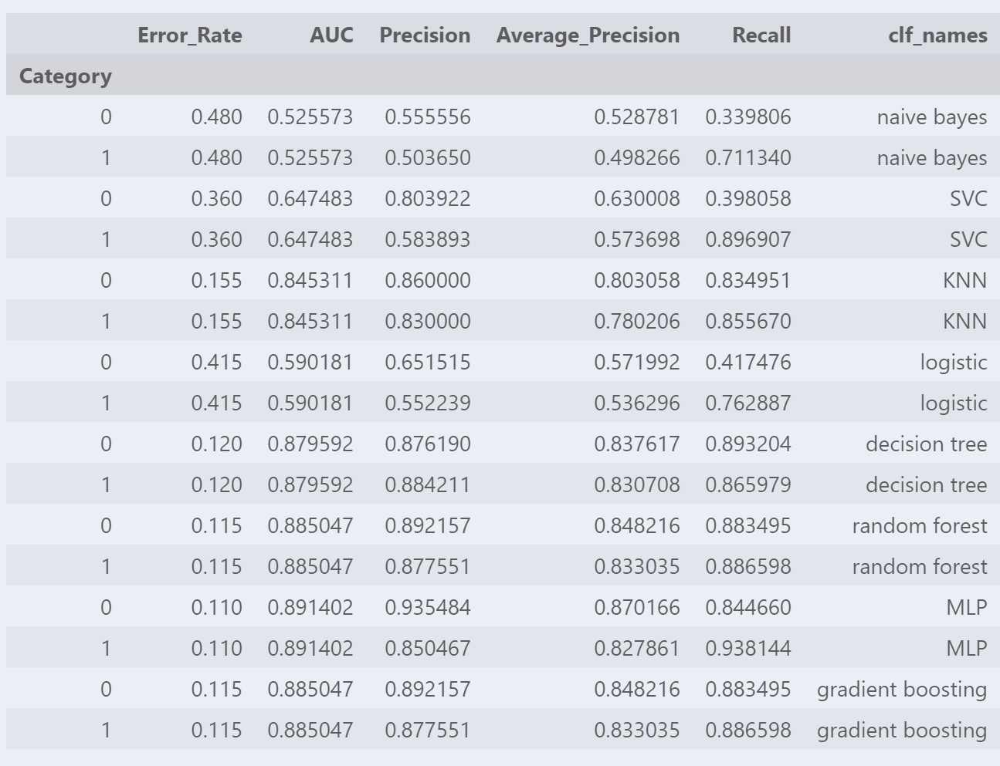 Error_Rate AUC Precision Average_Precision Recall clf_names
Category
0 0.480 0.525573 0.555556 0.528781 0.339806 naive bayes
1 0.480 0.525573 0.503650 0.498266 0.711340 naive bayes
0 0.360 0.647483 0.803922 0.630008 0.398058 SVC
1 0.360 0.647483 0.583893 0.573698 0.896907 SVC
0 0.155 0.845311 0.860000 0.803058 0.834951 KNN
1 0.155 0.845311 0.830000 0.780206 0.855670 KNN
0 0.415 0.590181 0.651515 0.571992 0.417476 logistic
1 0.415 0.590181 0.552239 0.536296 0.762887 logistic
0 0.120 0.879592 0.876190 0.837617 0.893204 decision tree
1 0.120 0.879592 0.884211 0.830708 0.865979 decision tree
0 0.115 0.885047 0.892157 0.848216 0.883495 random forest
1 0.115 0.885047 0.877551 0.833035 0.886598 random forest
0 0.110 0.891402 0.935484 0.870166 0.844660 MLP
1 0.110 0.891402 0.850467 0.827861 0.938144 MLP
0 0.115 0.885047 0.892157 0.848216 0.883495 gradient boosting
1 0.115 0.885047 0.877551 0.833035 0.886598 gradient boosting